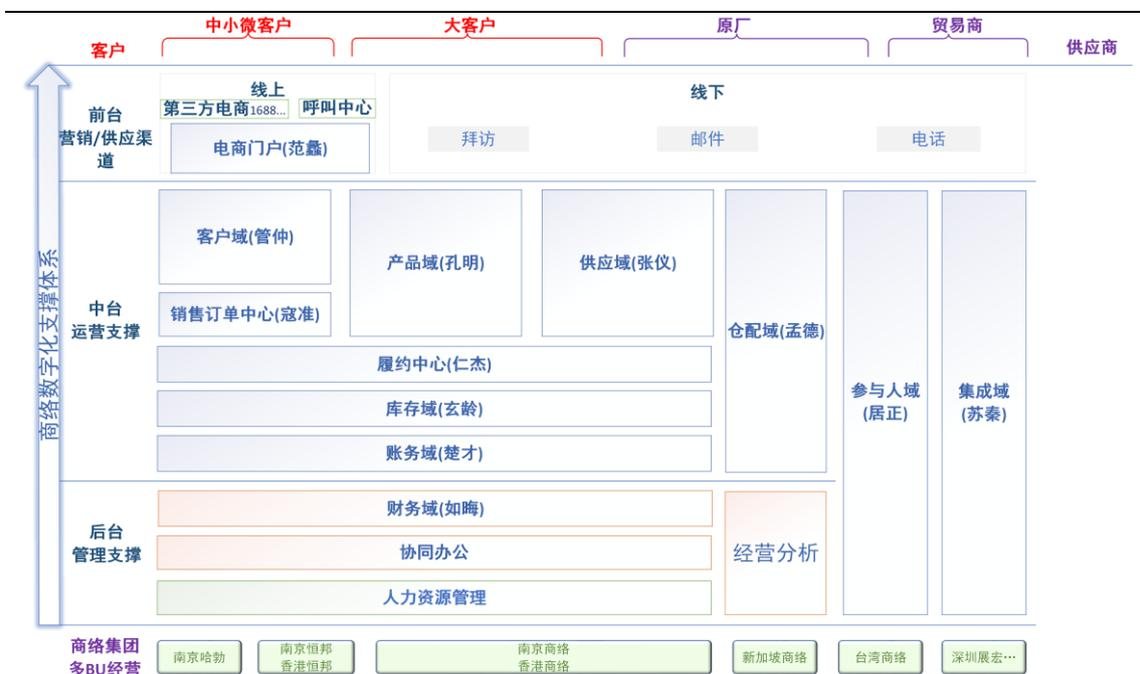 中小微客户
大客户
原厂
贸易商
客户
供应商
前台
营销/供应渠
道
线上
第三方电商1688...
呼叫中心
电商门户(范蠡)
线下
拜访
邮件
电话
商络数字化支撑体系
中台
运营支撑
客户域(管仲)
销售订单中心(寇准)
产品域(孔明)
供应域(张仪)
履约中心(仁杰)
库存域(玄龄)
账务域(楚才)
仓配域(孟德)
参与人域
(居正)
集成域
(苏秦)
后台
管理支撑
财务域(如晦)
协同办公
人力资源管理
经营分析
商络集团
多BU经营
南京哈勃
南京恒邦
香港恒邦
南京商络
香港商络
新加坡商络
台湾商络
深圳展宏…